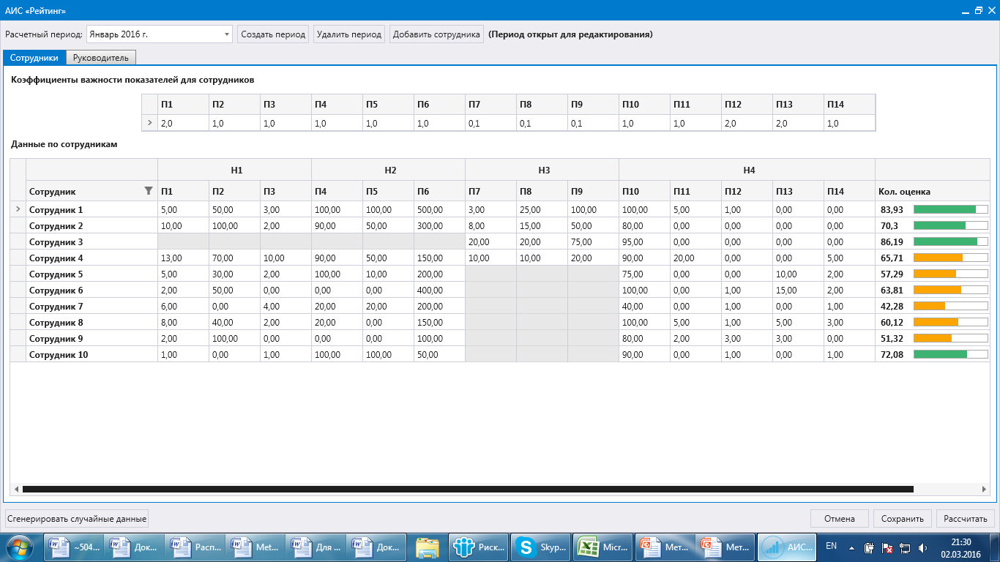 АИС «Рейтинг»
Расчетный период: Январь 2016 г. Создать период Удалить период Добавить сотрудника (Период открыт для редактирования)
Сотрудники Руководитель
Коэффициенты важности показателей для сотрудников
П1 П2 П3 П4 П5 П6 П7 П8 П9 П10 П11 П12 П13 П14
2,0 1,0 1,0 1,0 1,0 1,0 0,1 0,1 0,1 1,0 1,0 2,0 2,0 1,0
Данные по сотрудникам
Н1 Н2 Н3 Н4
Сотрудник П1 П2 П3 П4 П5 П6 П7 П8 П9 П10 П11 П12 П13 П14 Кол. оценка
Сотрудник 1 5,00 50,00 3,00 100,00 100,00 500,00 3,00 25,00 100,00 100,00 5,00 1,00 0,00 0,00 83,93
Сотрудник 2 10,00 100,00 2,00 90,00 50,00 300,00 8,00 15,00 50,00 80,00 0,00 0,00 0,00 0,00 70,3
Сотрудник 3 20,00 20,00 75,00 95,00 0,00 0,00 0,00 0,00 86,19
Сотрудник 4 13,00 70,00 10,00 90,00 50,00 150,00 10,00 10,00 20,00 90,00 20,00 0,00 0,00 5,00 65,71
Сотрудник 5 5,00 30,00 2,00 100,00 10,00 200,00 75,00 0,00 0,00 10,00 2,00 57,29
Сотрудник 6 2,00 50,00 0,00 0,00 0,00 400,00 100,00 0,00 1,00 15,00 2,00 63,81
Сотрудник 7 6,00 0,00 4,00 20,00 20,00 200,00 40,00 0,00 1,00 0,00 1,00 42,28
Сотрудник 8 8,00 40,00 2,00 20,00 0,00 150,00 100,00 5,00 1,00 5,00 3,00 60,12
Сотрудник 9 2,00 100,00 0,00 0,00 0,00 100,00 80,00 2,00 3,00 3,00 0,00 51,32
Сотрудник 10 1,00 0,00 1,00 100,00 100,00 50,00 90,00 0,00 1,00 0,00 1,00 72,08
Сгенерировать случайные данные Отмена Сохранить Рассчитать
~504... Док... Расп... Met... Для ... Док... Риск... Skyp... Micr... Мет... Мет... АИС... EN 21:30
02.03.2016